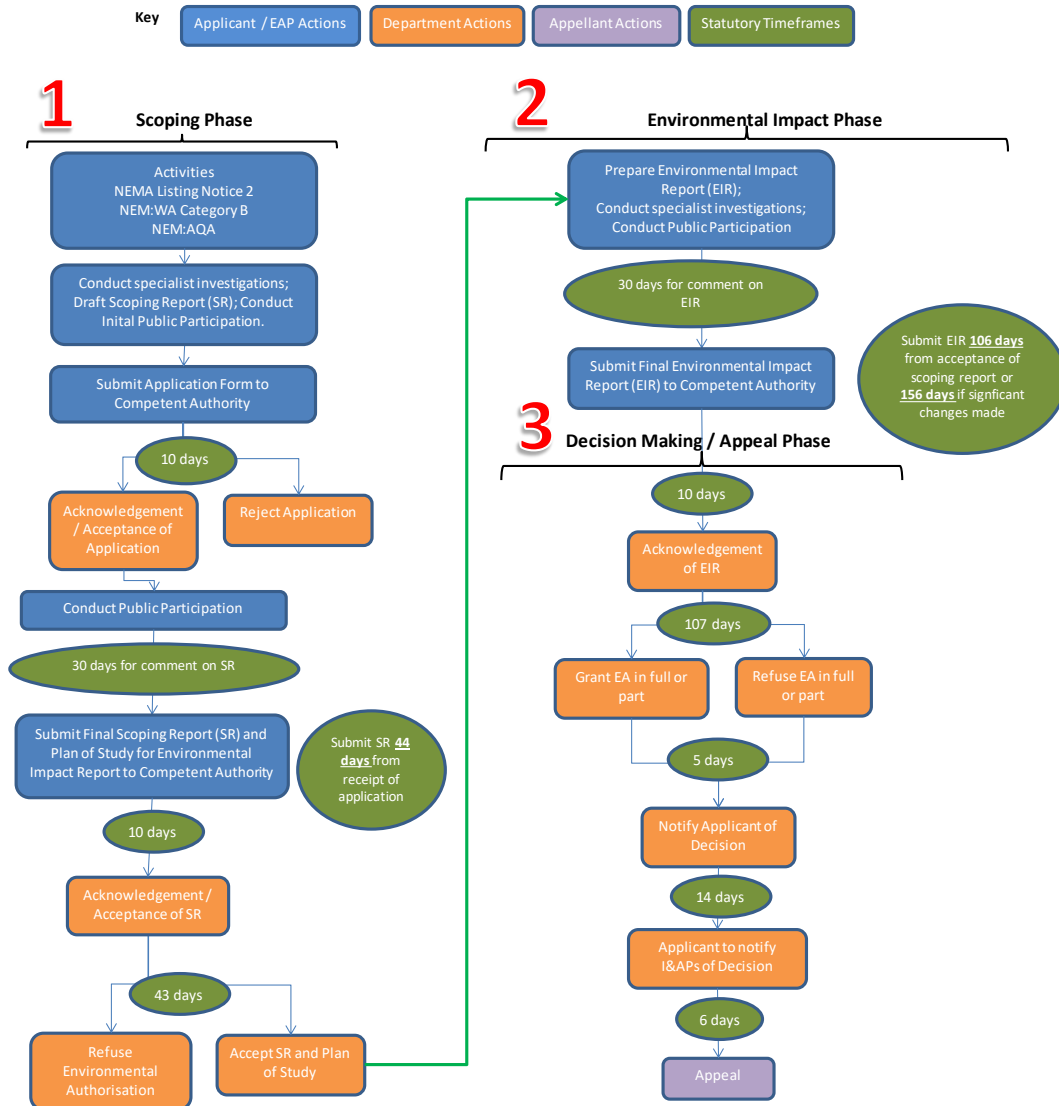 Key
Applicant / EAP Actions
Department Actions
Appellant Actions
Statutory Timeframes
1
Scoping Phase
Activities
NEMA Listing Notice 2
NEM:WA Category B
NEM:AQA
Conduct specialist investigations;
Draft Scoping Report (SR); Conduct
Inital Public Participation.
Submit Application Form to
Competent Authority
10 days
Acknowledgement
/ Acceptance of
Application
Reject Application
Conduct Public Participation
30 days for comment on SR
Submit Final Scoping Report (SR) and
Plan of Study for Environmental
Impact Report to Competent Authority
Submit SR 44
days from
receipt of
application
10 days
Acknowledgement /
Acceptance of SR
43 days
Refuse
Environmental
Authorisation
Accept SR and Plan
of Study
2
Environmental Impact Phase
Prepare Environmental Impact
Report (EIR);
Conduct specialist investigations;
Conduct Public Participation
30 days for comment on
EIR
Submit Final Environmental Impact
Report (EIR) to Competent Authority
Submit EIR 106 days
from acceptance of
scoping report or
156 days if signficant
changes made
3
Decision Making / Appeal Phase
10 days
Acknowledgement
of EIR
107 days
Grant EA in full or
part
Refuse EA in full
or part
5 days
Notify Applicant of
Decision
14 days
Applicant to notify
I&APs of Decision
6 days
Appeal